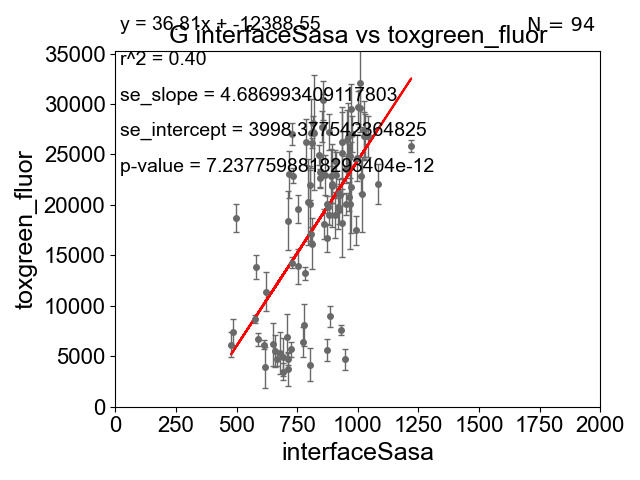 y = 36.81x + -12388.55
N = 94
G interfaceSasa vs toxgreen_fluor
r^2 = 0.40
se_slope = 4.686993409117803
se_intercept = 3998.377542364825
p-value = 7.2377598818293404e-12
35000
30000
25000
20000
15000
10000
5000
0
toxgreen_fluor
0 250 500 750 1000 1250 1500 1750 2000
interfaceSasa